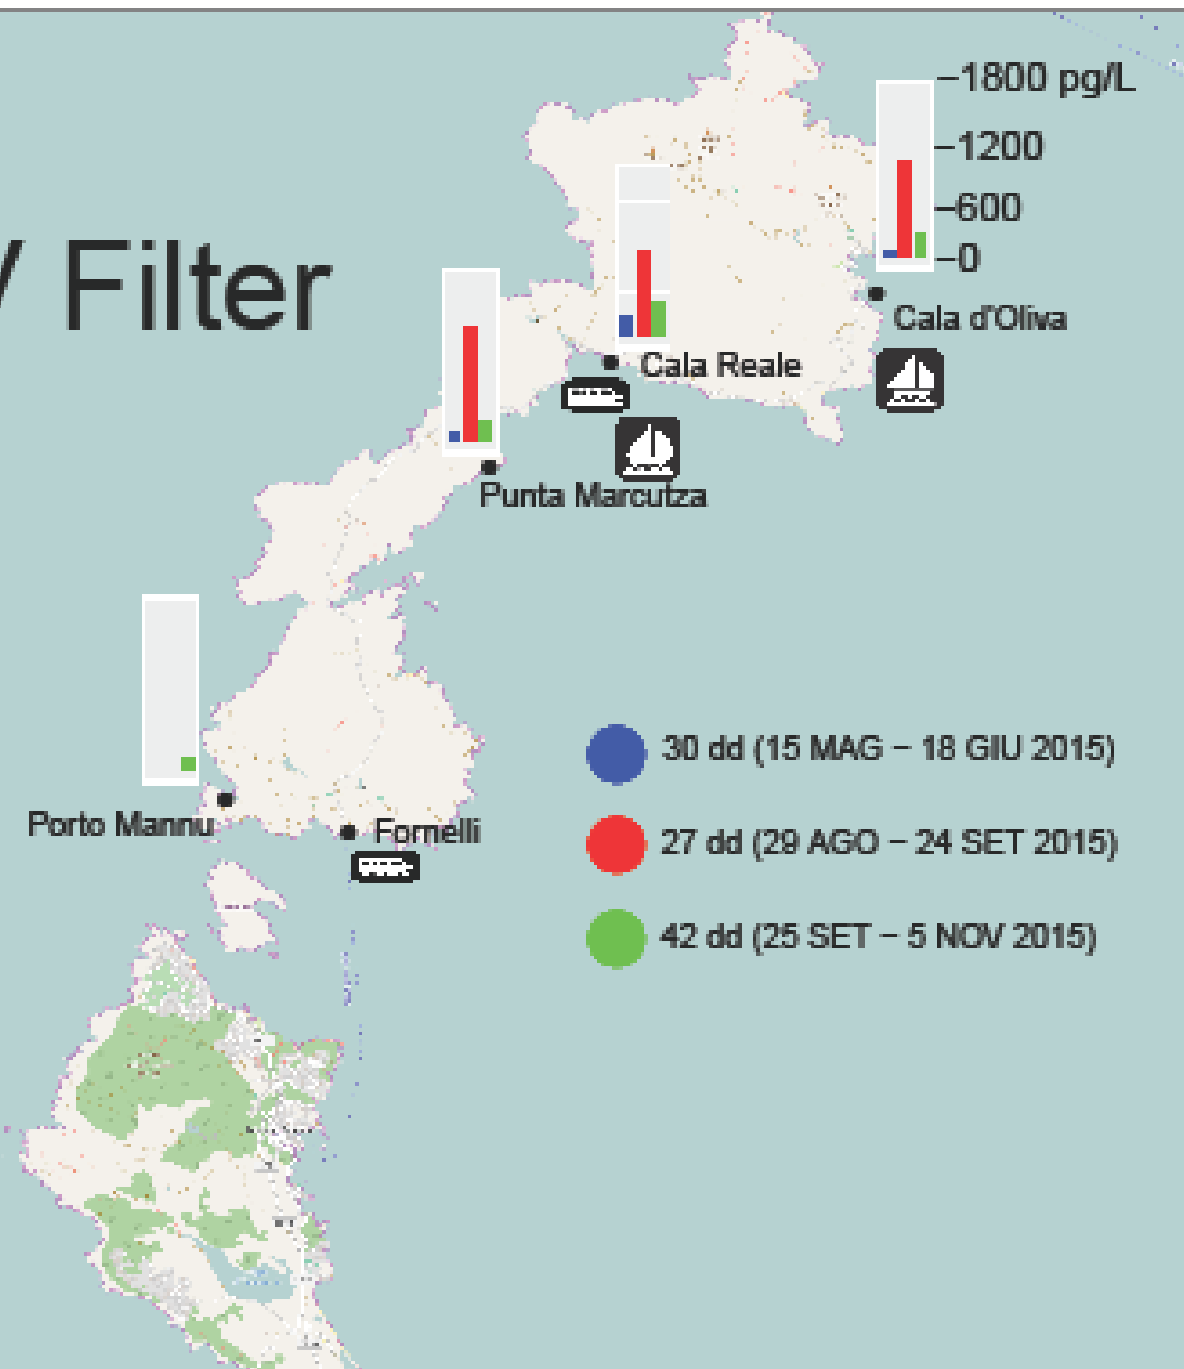 –1800 pg/L
–1200
–600
–0
Filter
Cala d'Oliva
Cala Reale
Punta Marcutza
30 dd (15 MAG – 18 GIU 2015)
Porto Mannu
Fornelli
27 dd (29 AGO – 24 SET 2015)
42 dd (25 SET – 5 NOV 2015)